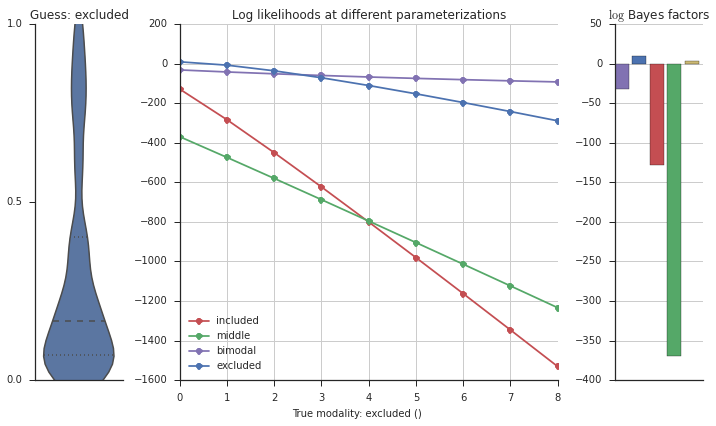 Guess: excluded
1.0
0.5
0.0
Log likelihoods at different parameterizations
200
0
−200
−400
−600
−800
−1000
−1200
−1400
−1600
included
middle
bimodal
excluded
0 1 2 3 4 5 6 7 8
True modality: excluded ()
log Bayes factors
50
0
−50
−100
−150
−200
−250
−300
−350
−400